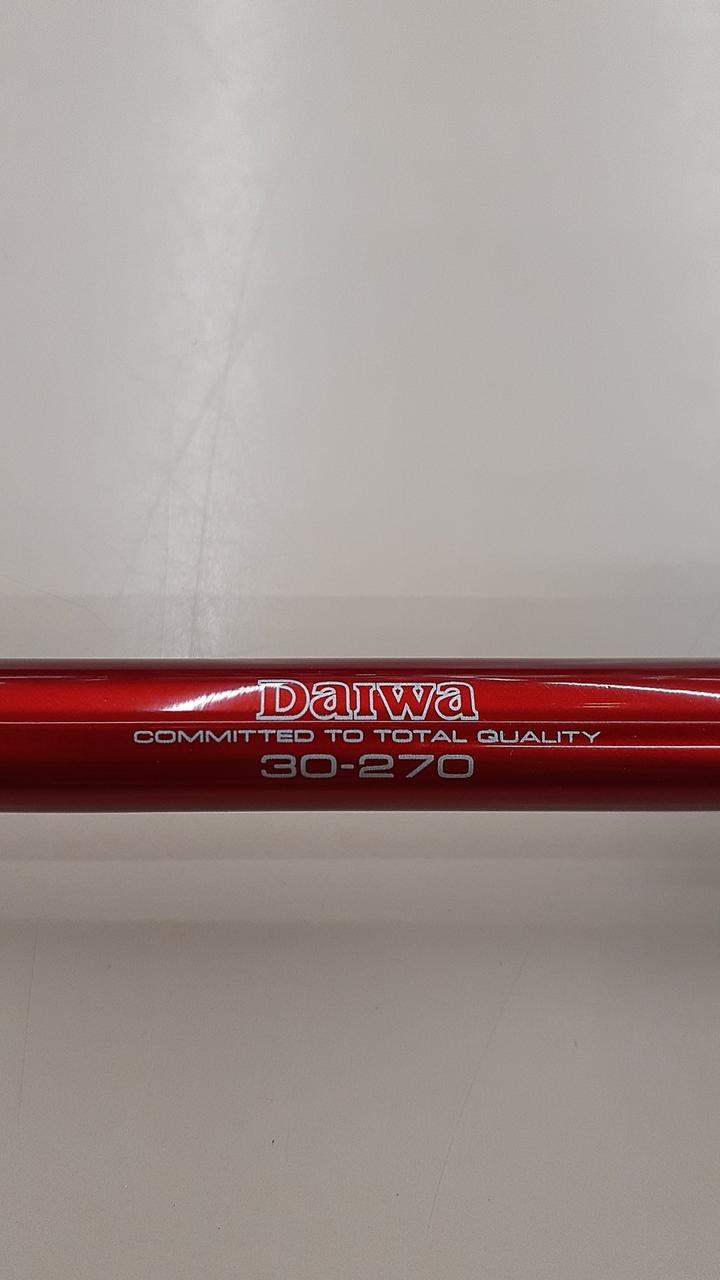 Daiwa
COMMITTED TO TOTAL QUALITY
30-270